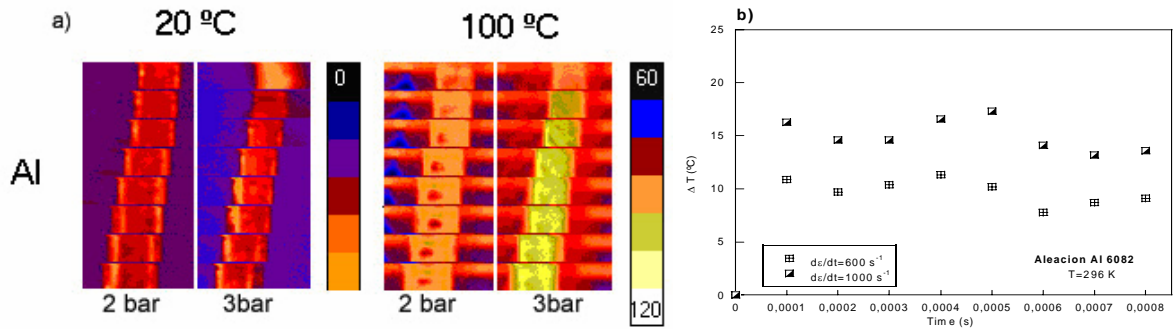 a)
20 ºC
100 ºC
Al
0
60
120
2 bar
3bar
2 bar
3bar
b)
25
20
15
10
5
0
Δ T (ºC)
dε/dt=600 s⁻¹
dε/dt=1000 s⁻¹
Aleacion Al 6082
T=296 K
0 0,0001 0,0002 0,0003 0,0004 0,0005 0,0006 0,0007 0,0008
Time (s)